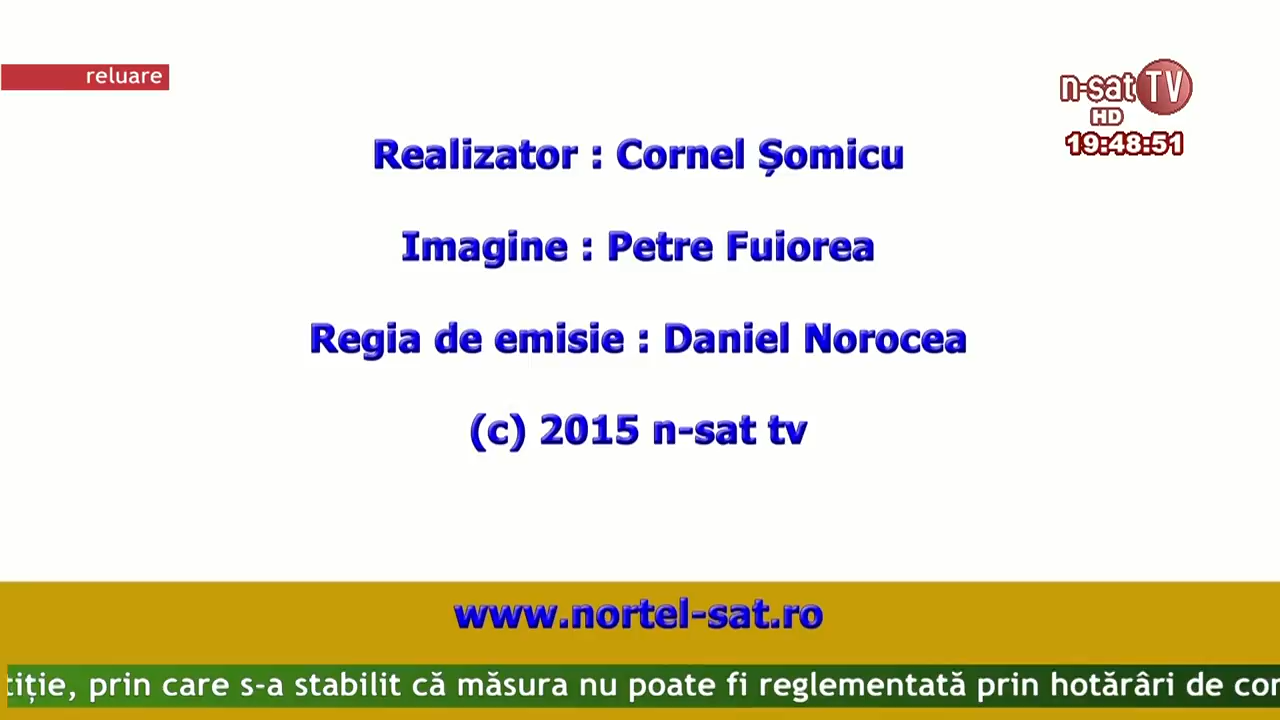 reluare
n-sat TV
HD
19:48:51
Realizator : Cornel Șomicu
Imagine : Petre Fuiorea
Regia de emisie : Daniel Norocea
(c) 2015 n-sat tv
www.nortel-sat.ro
prin care s-a stabilit că măsura nu poate fi reglementată prin hotărâri de